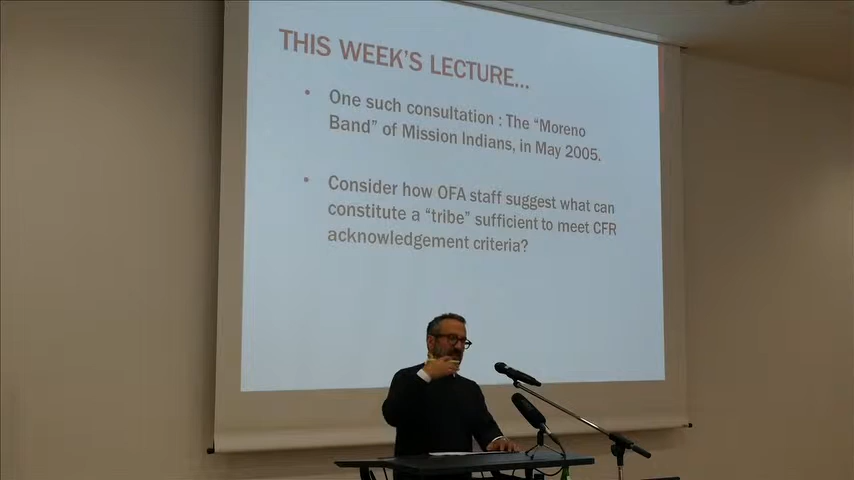 THIS WEEK'S LECTURE...
• One such consultation : The “Moreno
Band” of Mission Indians, in May 2005.
• Consider how OFA staff suggest what can
constitute a “tribe” sufficient to meet CFR
acknowledgement criteria?